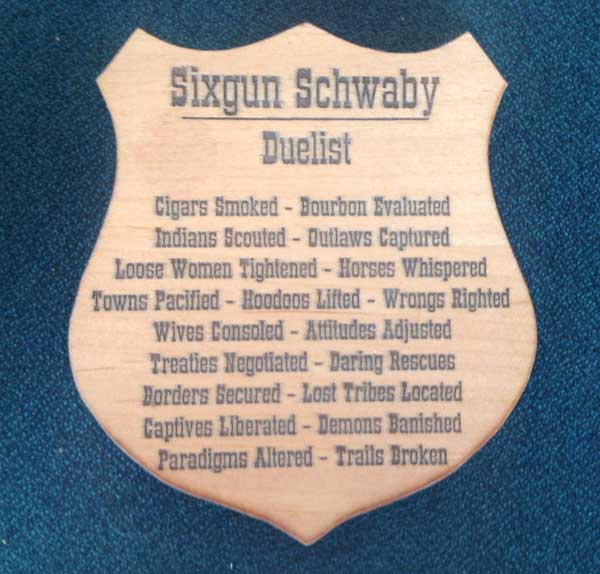 Sixgun Schwaby
Duelist
Cigars Smoked - Bourbon Evaluated
Indians Scouted - Outlaws Captured
Loose Women Tightened - Horses Whispered
Towns Pacified - Hoodoos Lifted - Wrongs Righted
Wives Consoled - Attitudes Adjusted
Treaties Negotiated - Daring Rescues
Borders Secured - Lost Tribes Located
Captives Liberated - Demons Banished
Paradigms Altered - Trails Broken